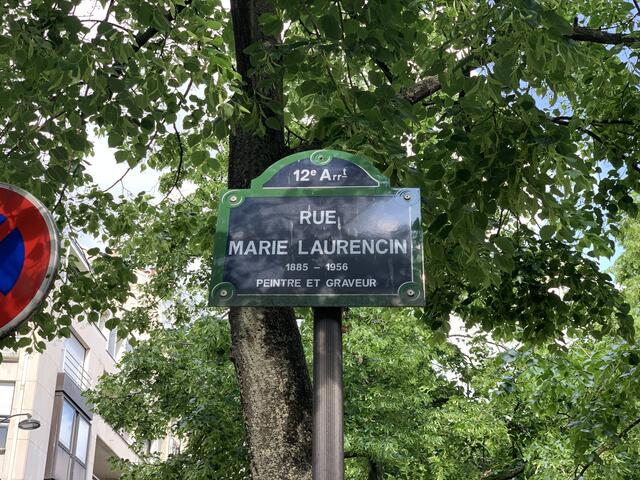 12e Arrt
RUE
MARIE LAURENCIN
1885 – 1956
PEINTRE ET GRAVEUR